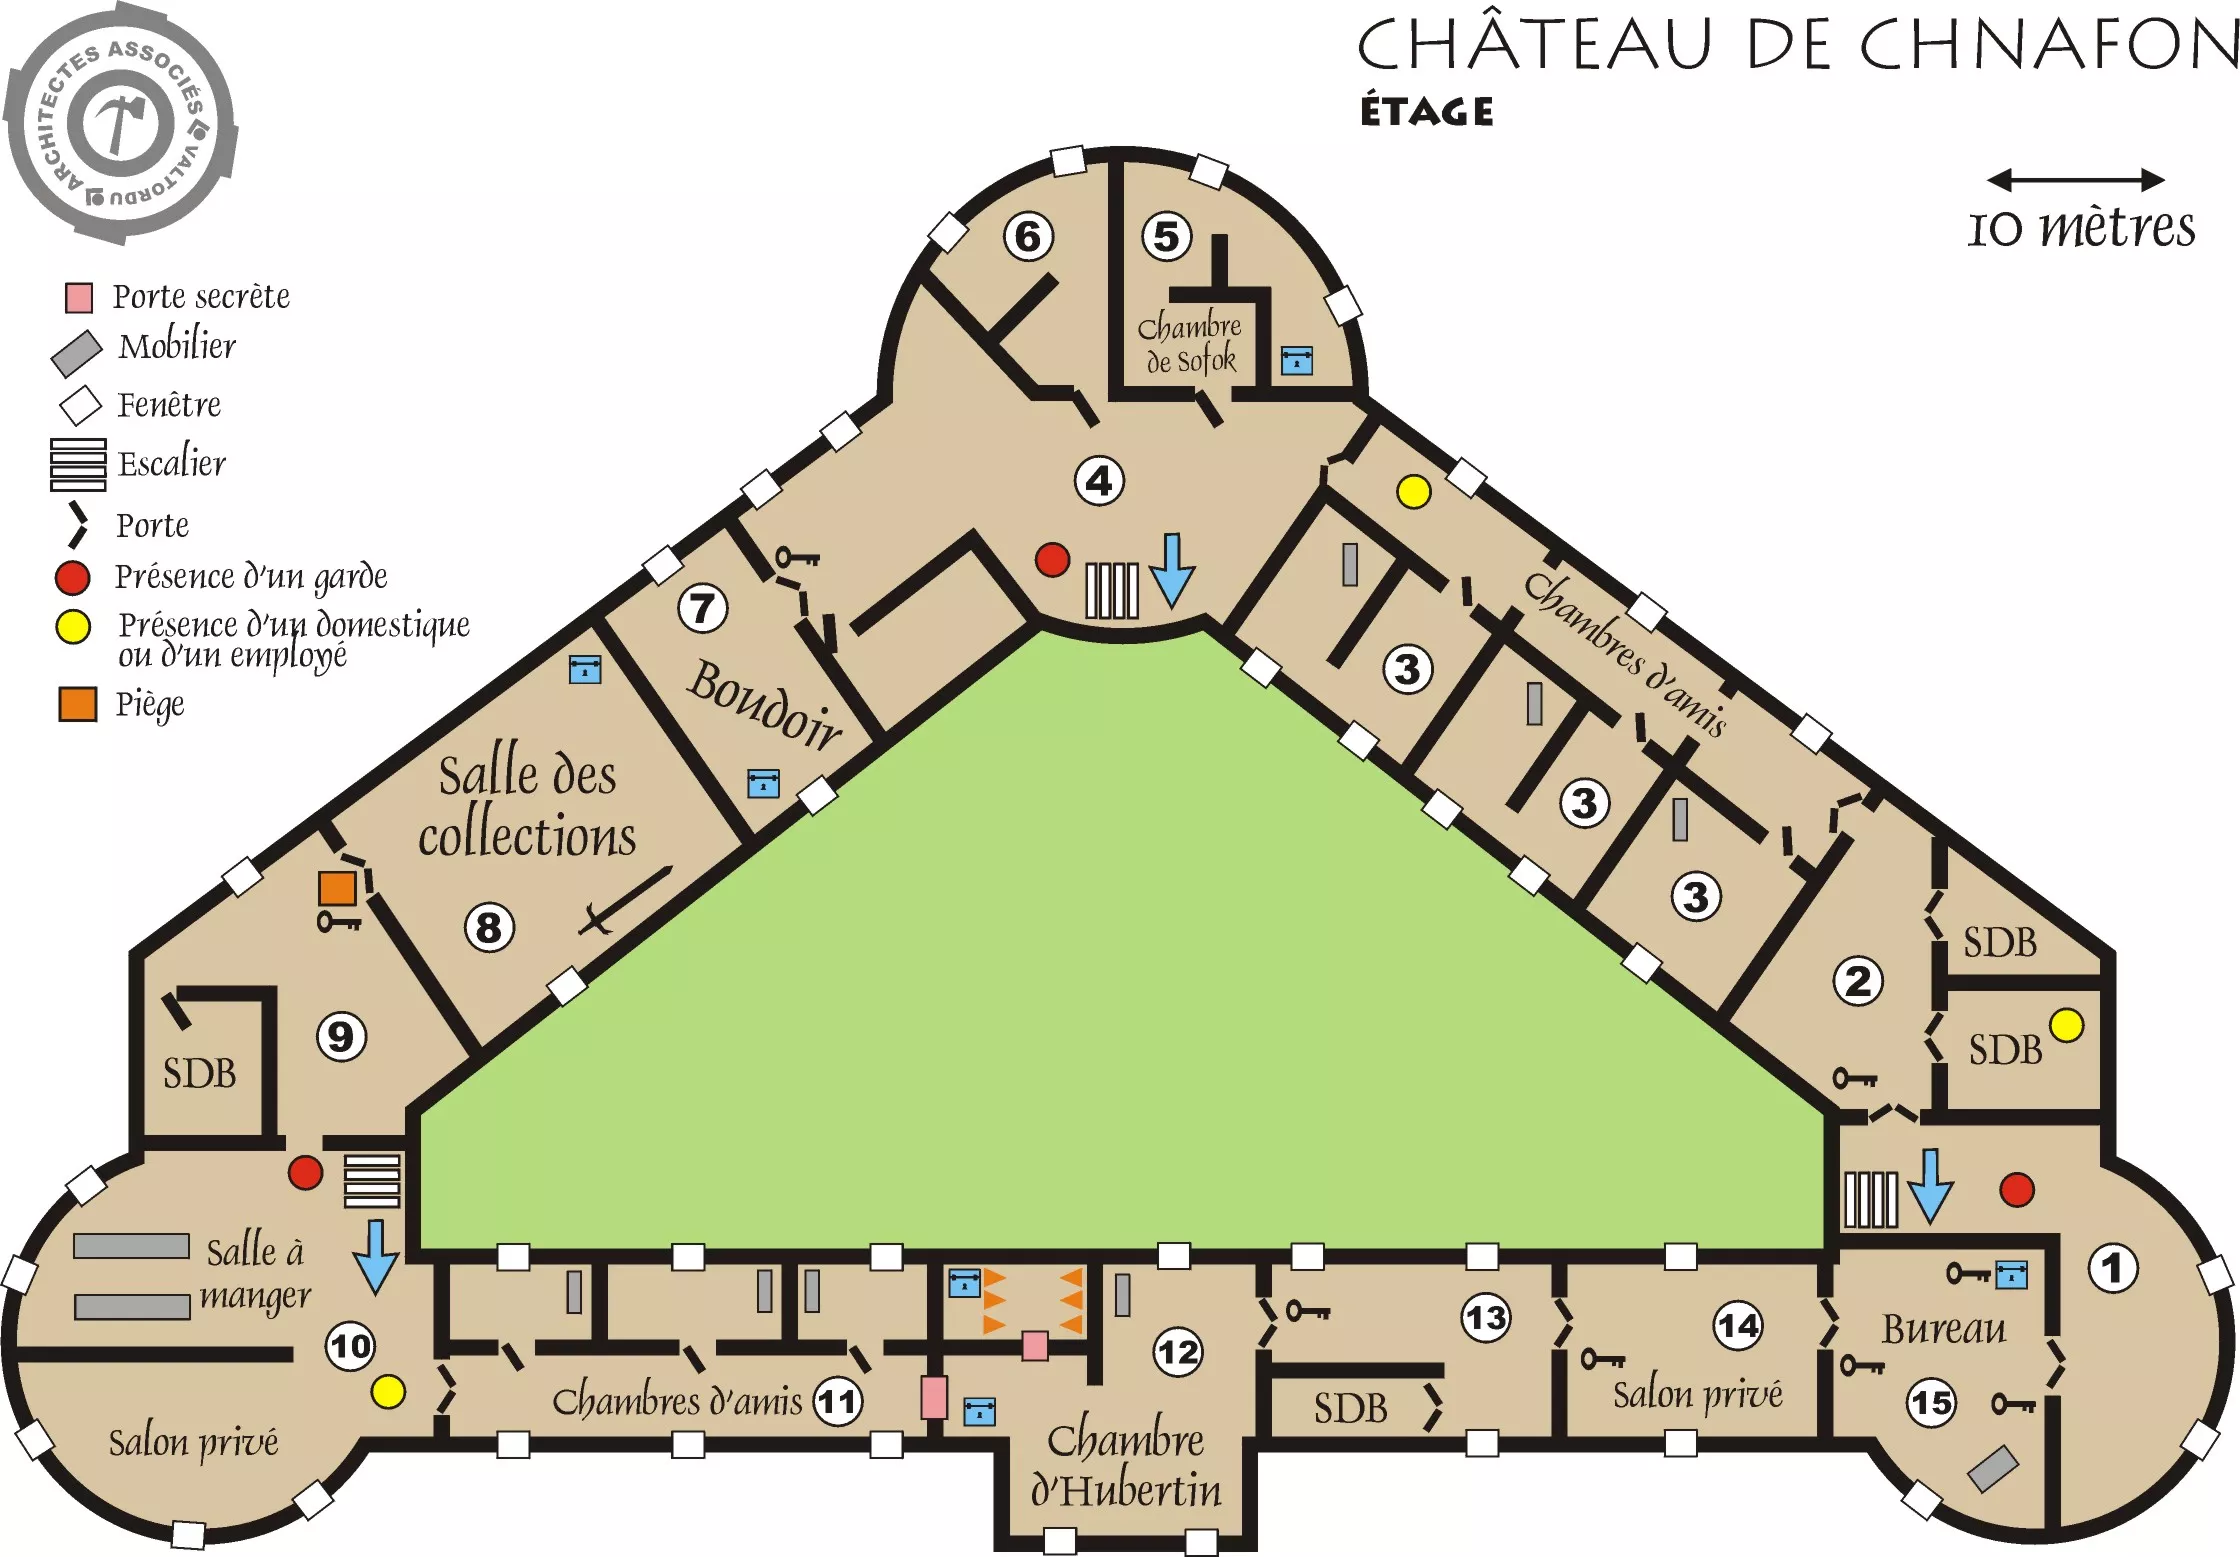 CHÂTEAU DE CHNAFON
ÉTAGE
10 mètres
ARCHITECTES ASSOCIÉS
VALTORDU
Porte secrète
Mobilier
Fenêtre
Escalier
Porte
Présence d'un garde
Présence d'un domestique
ou d'un employé
Piège
6
5
Chambre
de Sofok
4
7
Boudoir
3
Chambres d'amis
3
3
Salle des
collections
8
2
SDB
SDB
9
SDB
Salle à
manger
10
Salon privé
Chambres d'amis
11
12
Chambre
d'Hubertin
13
SDB
14
Salon privé
Bureau
15
1